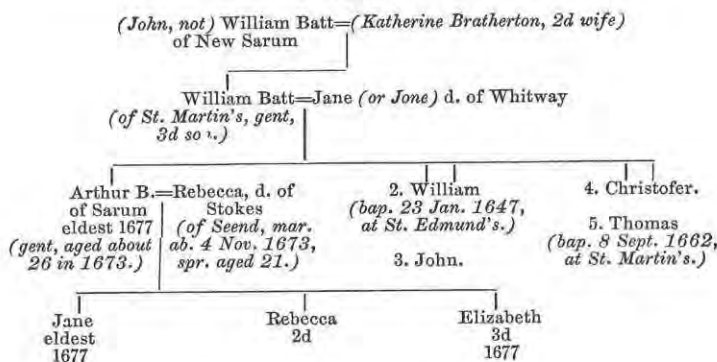 (John, not) William Batt=(Katherine Bratherton, 2d wife)
of New Sarum
William Batt=Jane (or Jone) d. of Whitway
(of St. Martin's, gent,
3d so
Arthur B.=Rebecca, d. of
of Sarum Stokes
eldest 1677 (of Seend, mar.
(gent, aged about ab. 4 Nov. 1673,
26 in 1673.) spr. aged 21.)
2. William
(bap. 23 Jan. 1647,
at St. Edmund's.)
3. John.
4. Christofer.
5. Thomas
(bap. 8 Sept. 1662,
at St. Martin's.)
Jane
eldest
1677
Rebecca
2d
Elizabeth
3d
1677